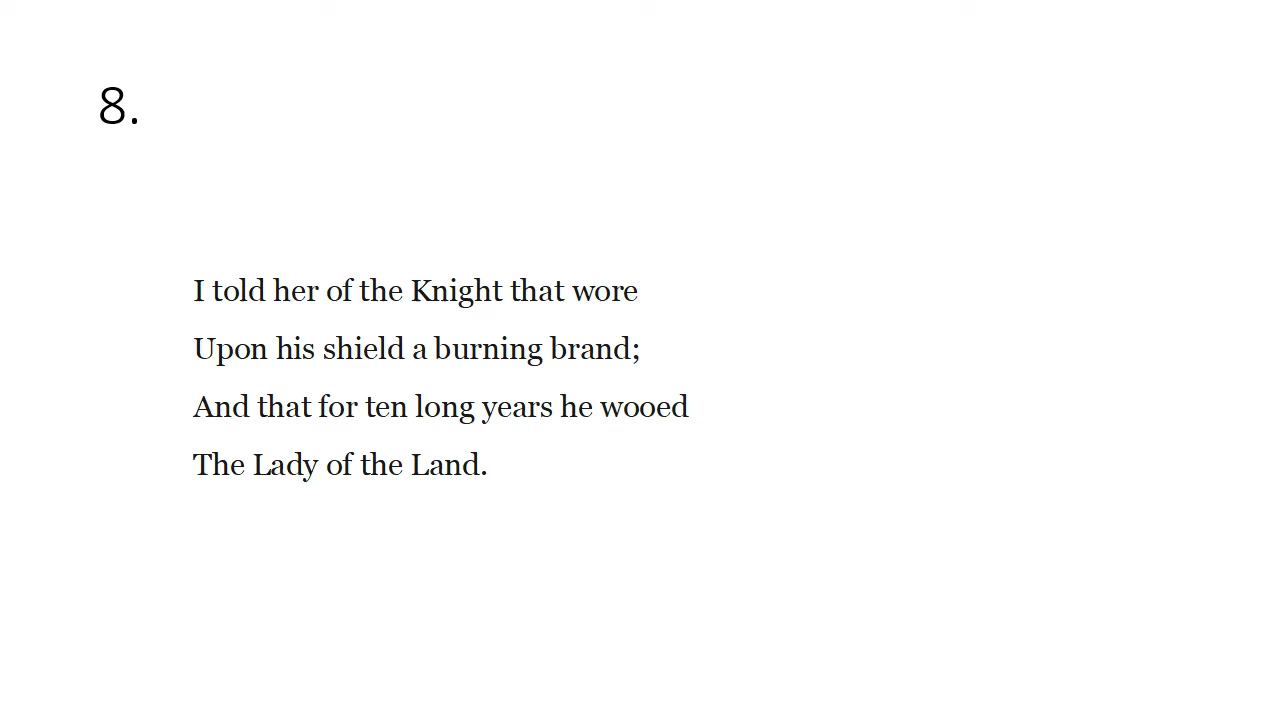 8.
I told her of the Knight that wore
Upon his shield a burning brand;
And that for ten long years he wooed
The Lady of the Land.